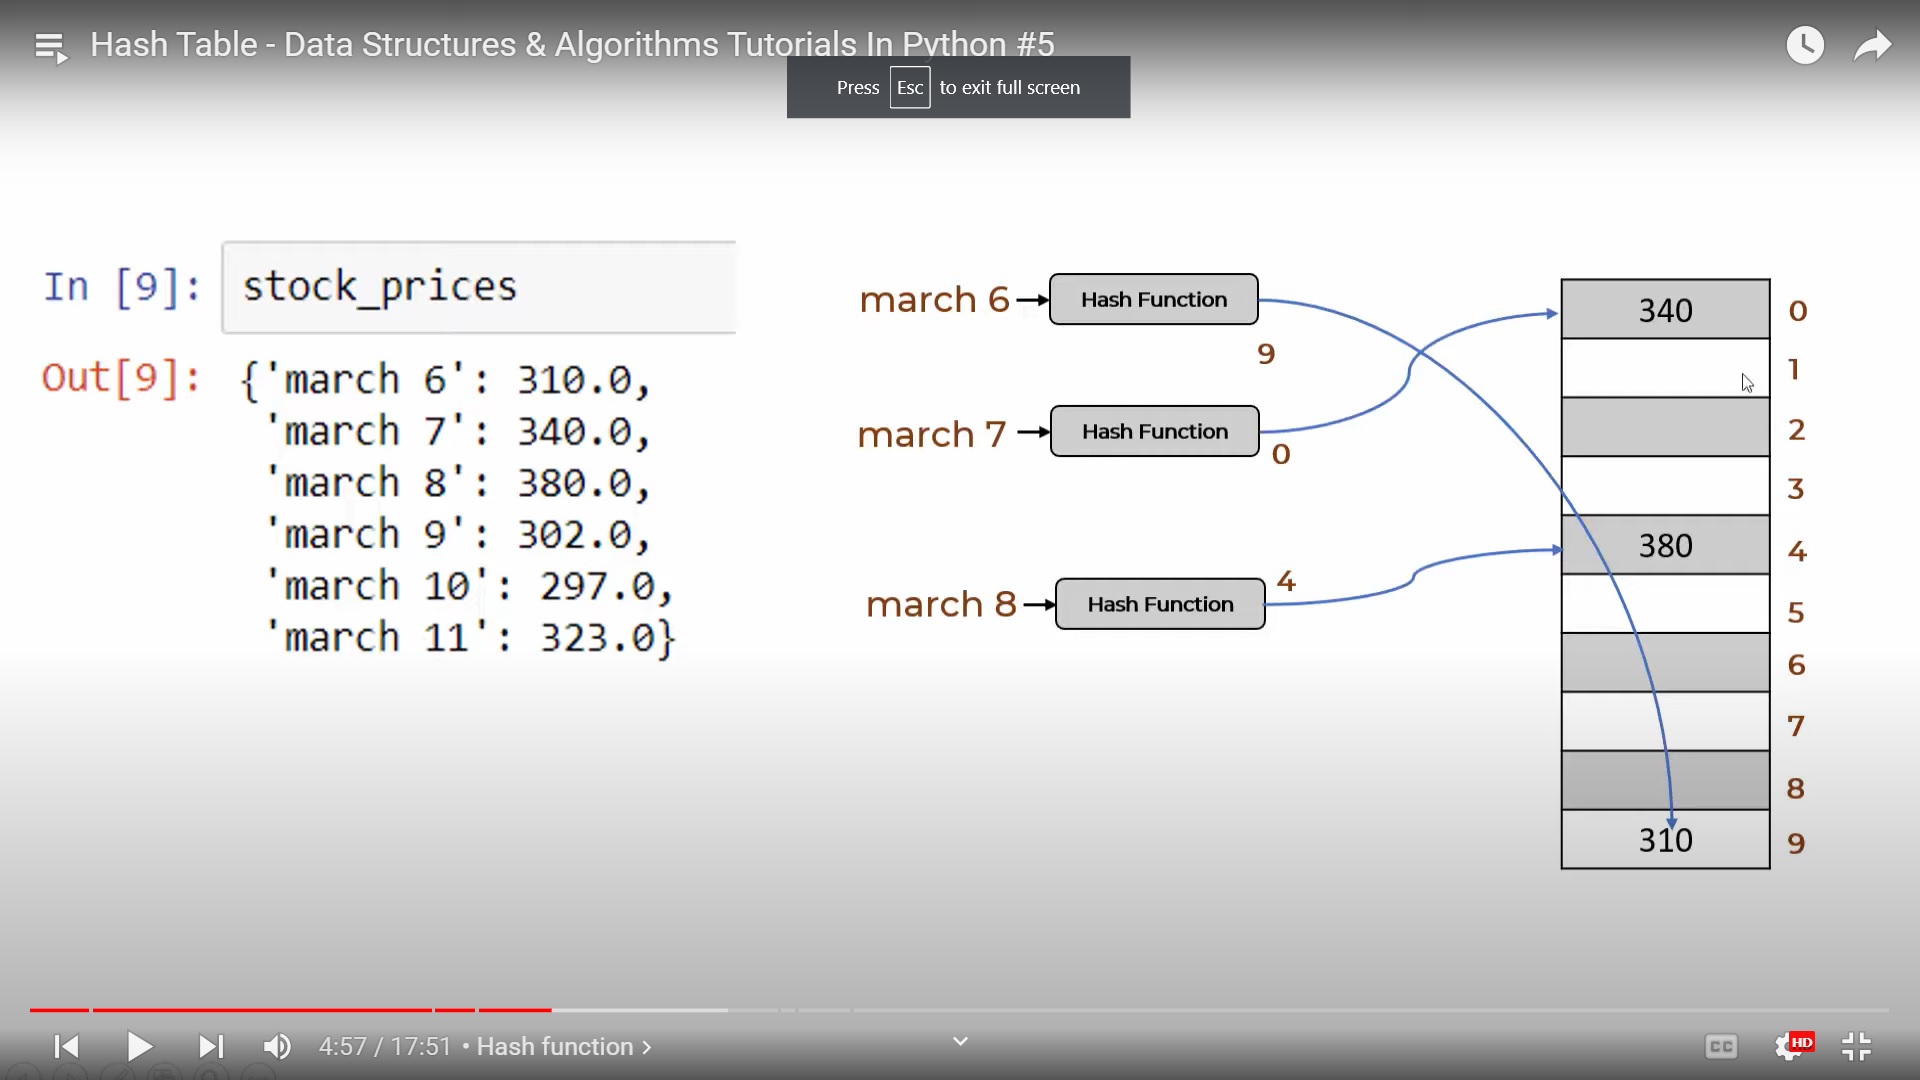 Hash Table - Data Structures & Algorithms Tutorials In Python #5
Press Esc to exit full screen
In [9]: stock_prices
Out[9]: {'march 6': 310.0,
'march 7': 340.0,
'march 8': 380.0,
'march 9': 302.0,
'march 10': 297.0,
'march 11': 323.0}
march 6 Hash Function
9
march 7 Hash Function
0
march 8 Hash Function
4
340 0
1
2
3
380 4
5
6
7
8
310 9
4:57 / 17:51 • Hash function >
CC
HD